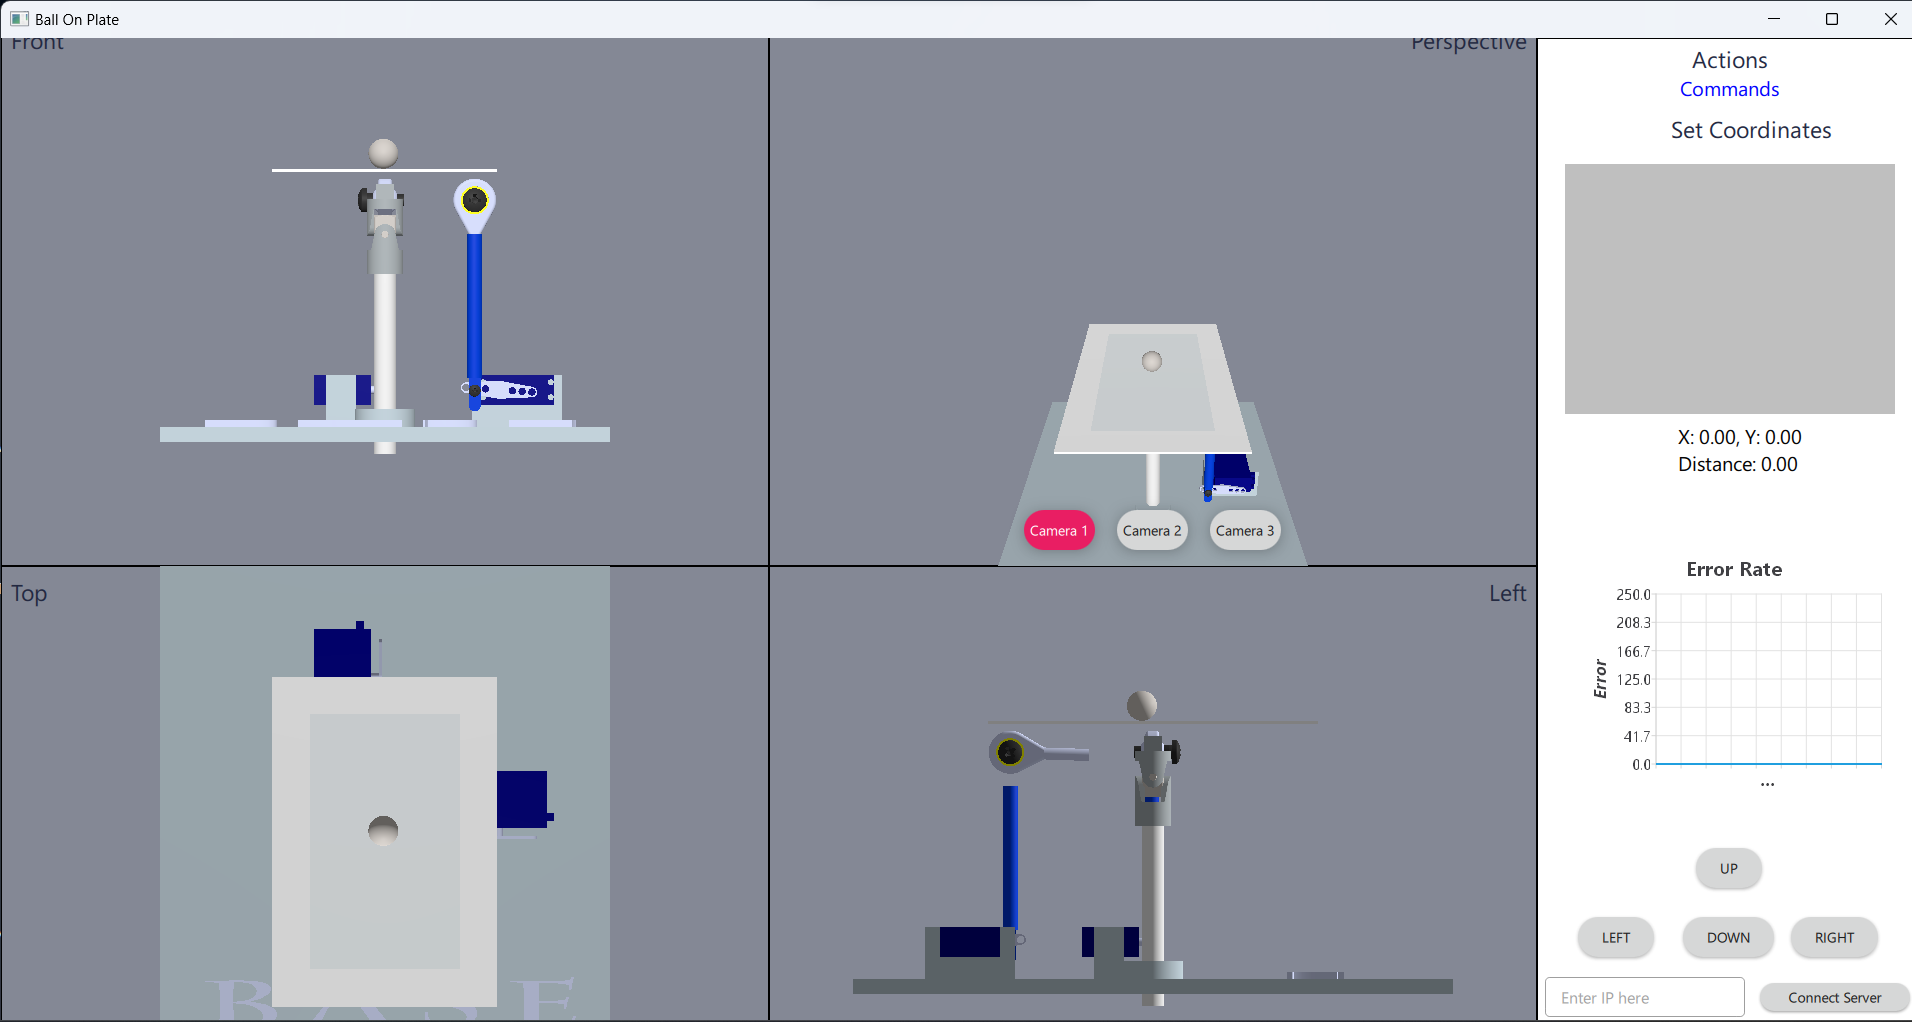 Ball On Plate
Front
Perspective
Actions
Commands
Set Coordinates
X: 0.00, Y: 0.00
Distance: 0.00
Camera 1
Camera 2
Camera 3
Top
Left
Error Rate
250.0
208.3
166.7
125.0
83.3
41.7
0.0
Error
...
UP
LEFT
DOWN
RIGHT
Enter IP here
Connect Server
BASE